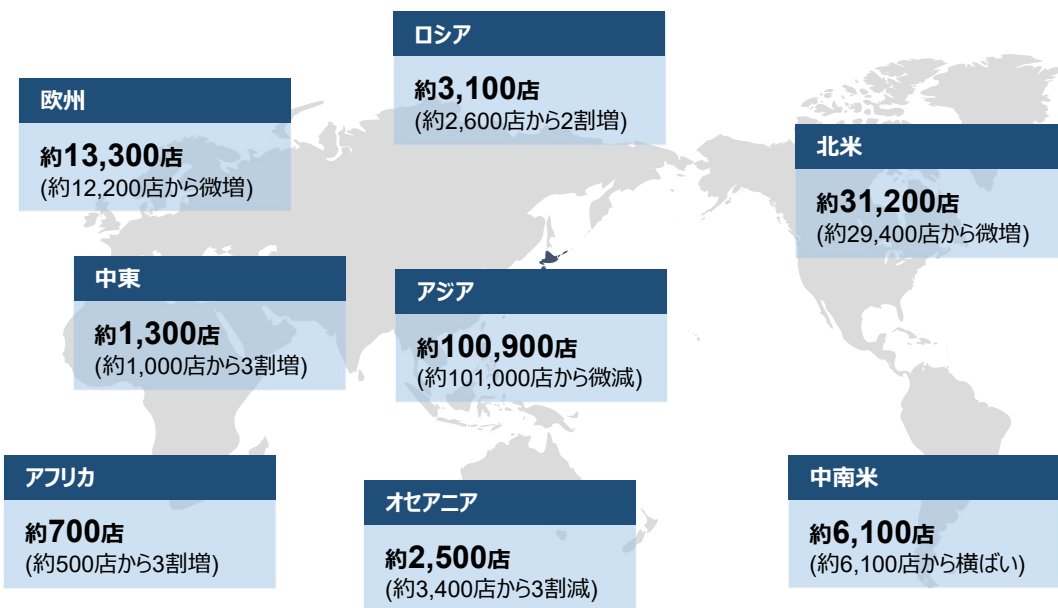 ロシア
約3,100店
(約2,600店から2割増)
欧州
約13,300店
(約12,200店から微増)
北米
約31,200店
(約29,400店から微増)
中東
約1,300店
(約1,000店から3割増)
アジア
約100,900店
(約101,000店から微減)
アフリカ
約700店
(約500店から3割増)
オセアニア
約2,500店
(約3,400店から3割減)
中南米
約6,100店
(約6,100店から横ばい)